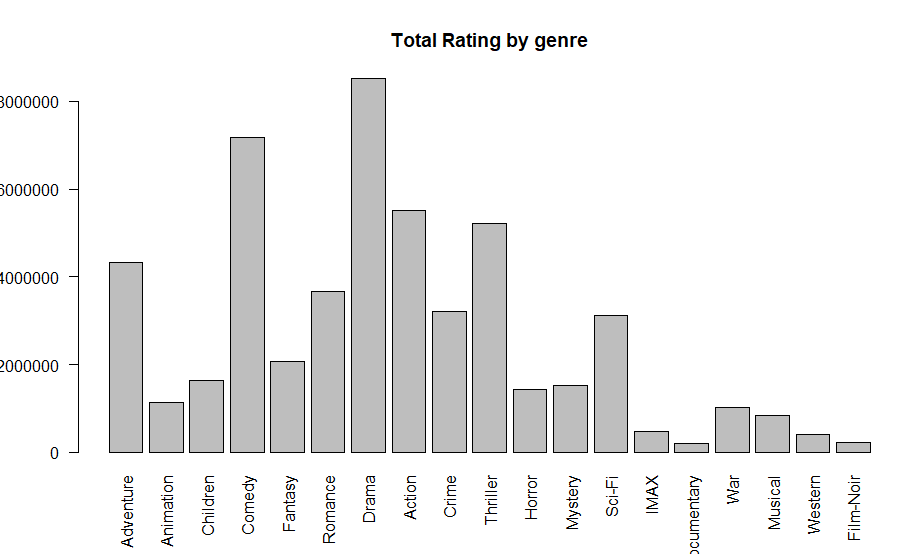 Total Rating by genre
8000000
6000000
4000000
2000000
0
Adventure
Animation
Children
Comedy
Fantasy
Romance
Drama
Action
Crime
Thriller
Horror
Mystery
Sci-Fi
IMAX
ocumentary
War
Musical
Western
Film-Noir